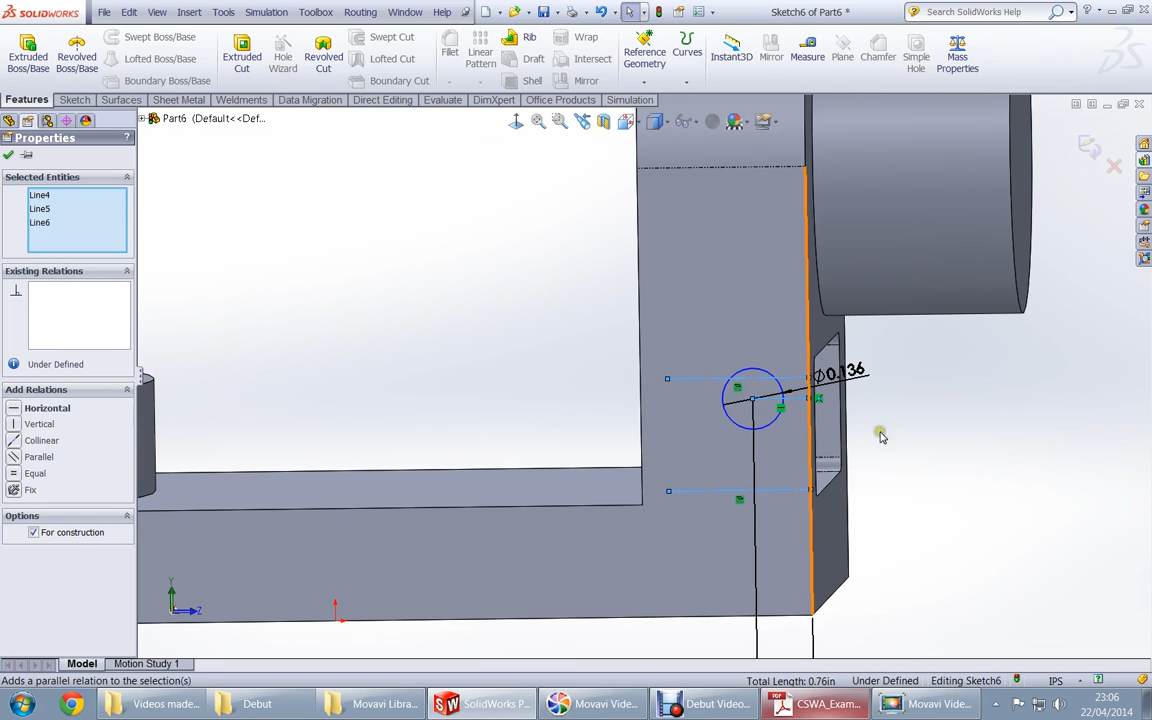 SOLIDWORKS
File Edit View Insert Tools Simulation Toolbox Routing Window Help
Sketch6 of Part6 *
Search SolidWorks Help
Extruded Boss/Base
Revolved Boss/Base
Swept Boss/Base
Lofted Boss/Base
Boundary Boss/Base
Extruded Cut
Hole Wizard
Revolved Cut
Swept Cut
Lofted Cut
Boundary Cut
Fillet
Linear Pattern
Rib
Draft
Shell
Wrap
Intersect
Mirror
Reference Geometry
Curves
Instant3D
Mirror
Measure
Plane
Chamfer
Simple Hole
Mass Properties
Features Sketch Surfaces Sheet Metal Weldments Data Migration Direct Editing Evaluate DimXpert Office Products Simulation
Part6 (Default<<Def...
Properties ?
Selected Entities
Line4
Line5
Line6
Existing Relations
Under Defined
Add Relations
Horizontal
Vertical
Collinear
Parallel
Equal
Fix
Options
For construction
Ø0.136
Y
Z
Model Motion Study 1
Adds a parallel relation to the selection(s)
Total Length: 0.76in Under Defined Editing Sketch6 IPS
Videos made...
Debut
Movavi Libra...
SolidWorks P...
Movavi Vide...
Debut Video...
CSWA_Exam...
Movavi Vide...
23:06
22/04/2014